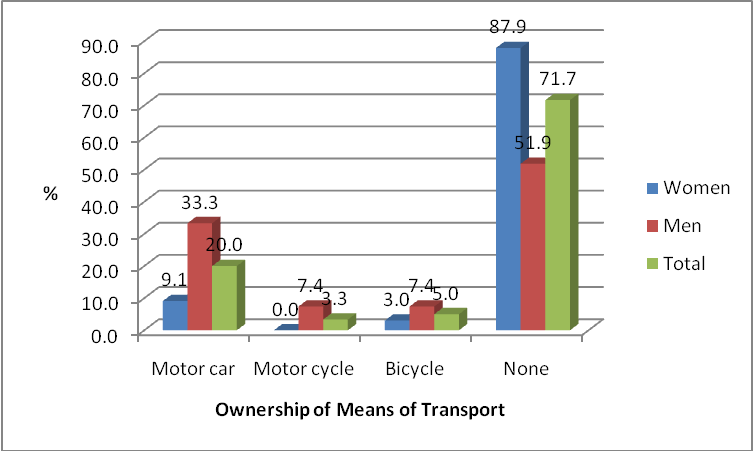 90.0
80.0
70.0
60.0
50.0
40.0
30.0
20.0
10.0
0.0
%
9.1
33.3
20.0
0.0
7.4
3.3
3.0
7.4
5.0
87.9
51.9
71.7
Motor car
Motor cycle
Bicycle
None
Ownership of Means of Transport
Women
Men
Total